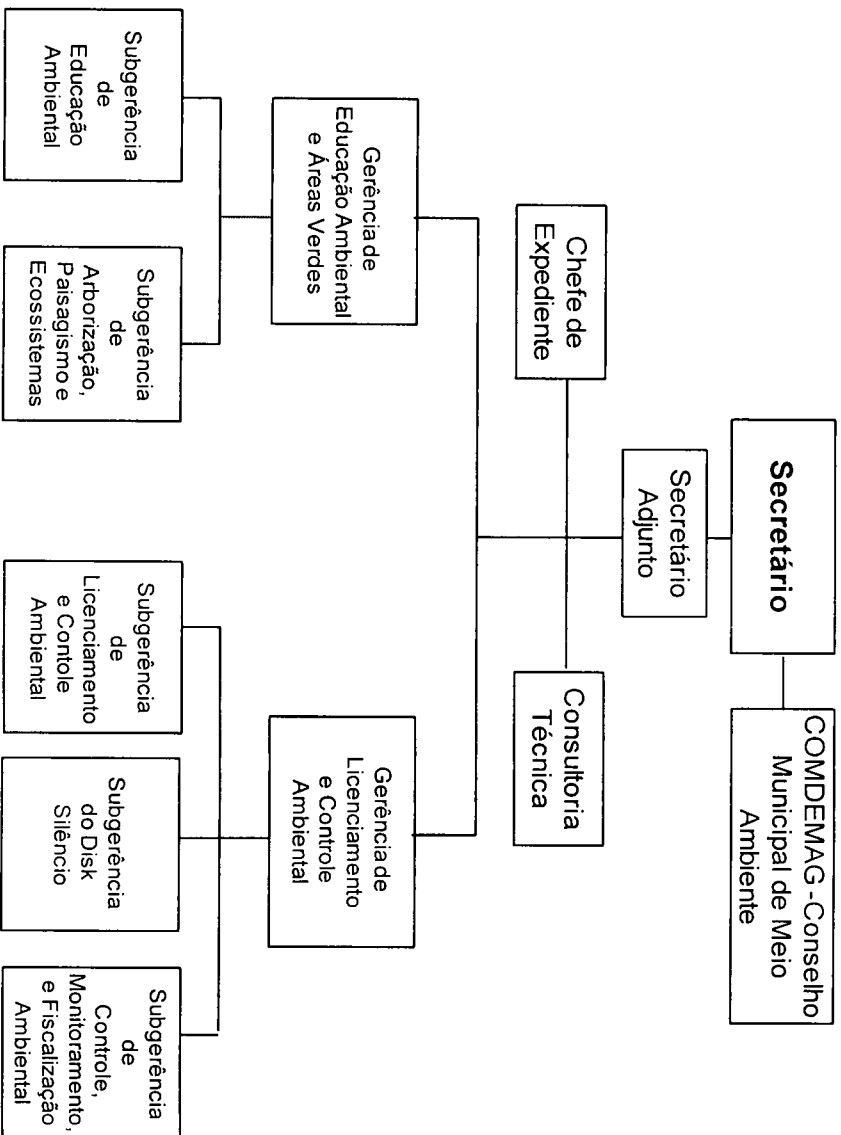 Secretário
COMDEMAG -Conselho
Municipal de Meio
Ambiente
Secretário
Adjunto
Chefe de
Expediente
Consultoria
Técnica
Gerência de
Educação Ambiental
e Áreas Verdes
Gerência de
Licenciamento
e Controle
Ambiental
Subgerência
de
Educação
Ambiental
Subgerência
de
Arborização,
Paisagismo e
Ecossistemas
Subgerência
de
Licenciamento
e Contole
Ambiental
Subgerência
do Disk
Silêncio
Subgerência
de
Controle,
Monitoramento,
e Fiscalização
Ambiental